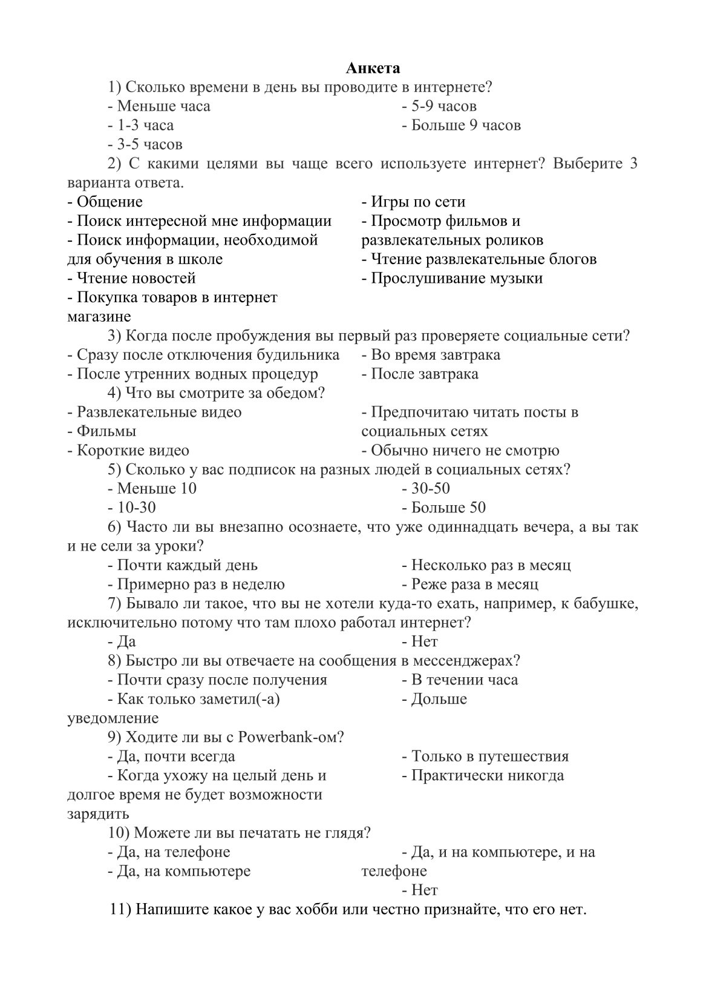 Анкета
1) Сколько времени в день вы проводите в интернете?
- Меньше часа
- 1-3 часа
- 3-5 часов
- 5-9 часов
- Больше 9 часов
2) С какими целями вы чаще всего используете интернет? Выберите 3
варианта ответа.
- Общение
- Поиск интересной мне информации
- Поиск информации, необходимой
для обучения в школе
- Чтение новостей
- Покупка товаров в интернет
магазине
- Игры по сети
- Просмотр фильмов и
развлекательных роликов
- Чтение развлекательные блогов
- Прослушивание музыки
3) Когда после пробуждения вы первый раз проверяете социальные сети?
- Сразу после отключения будильника
- После утренних водных процедур
- Во время завтрака
- После завтрака
4) Что вы смотрите за обедом?
- Развлекательные видео
- Фильмы
- Короткие видео
- Предпочитаю читать посты в
социальных сетях
- Обычно ничего не смотрю
5) Сколько у вас подписок на разных людей в социальных сетях?
- Меньше 10
- 10-30
- 30-50
- Больше 50
6) Часто ли вы внезапно осознаете, что уже одиннадцать вечера, а вы так
и не сели за уроки?
- Почти каждый день
- Примерно раз в неделю
- Несколько раз в месяц
- Реже раза в месяц
7) Бывало ли такое, что вы не хотели куда-то ехать, например, к бабушке,
исключительно потому что там плохо работал интернет?
- Да
- Нет
8) Быстро ли вы отвечаете на сообщения в мессенджерах?
- Почти сразу после получения
- Как только заметил(-а)
уведомление
- В течении часа
- Дольше
9) Ходите ли вы с Powerbank-ом?
- Да, почти всегда
- Когда ухожу на целый день и
долгое время не будет возможности
зарядить
- Только в путешествия
- Практически никогда
10) Можете ли вы печатать не глядя?
- Да, на телефоне
- Да, на компьютере
- Да, и на компьютере, и на
телефоне
- Нет
11) Напишите какое у вас хобби или честно признайте, что его нет.